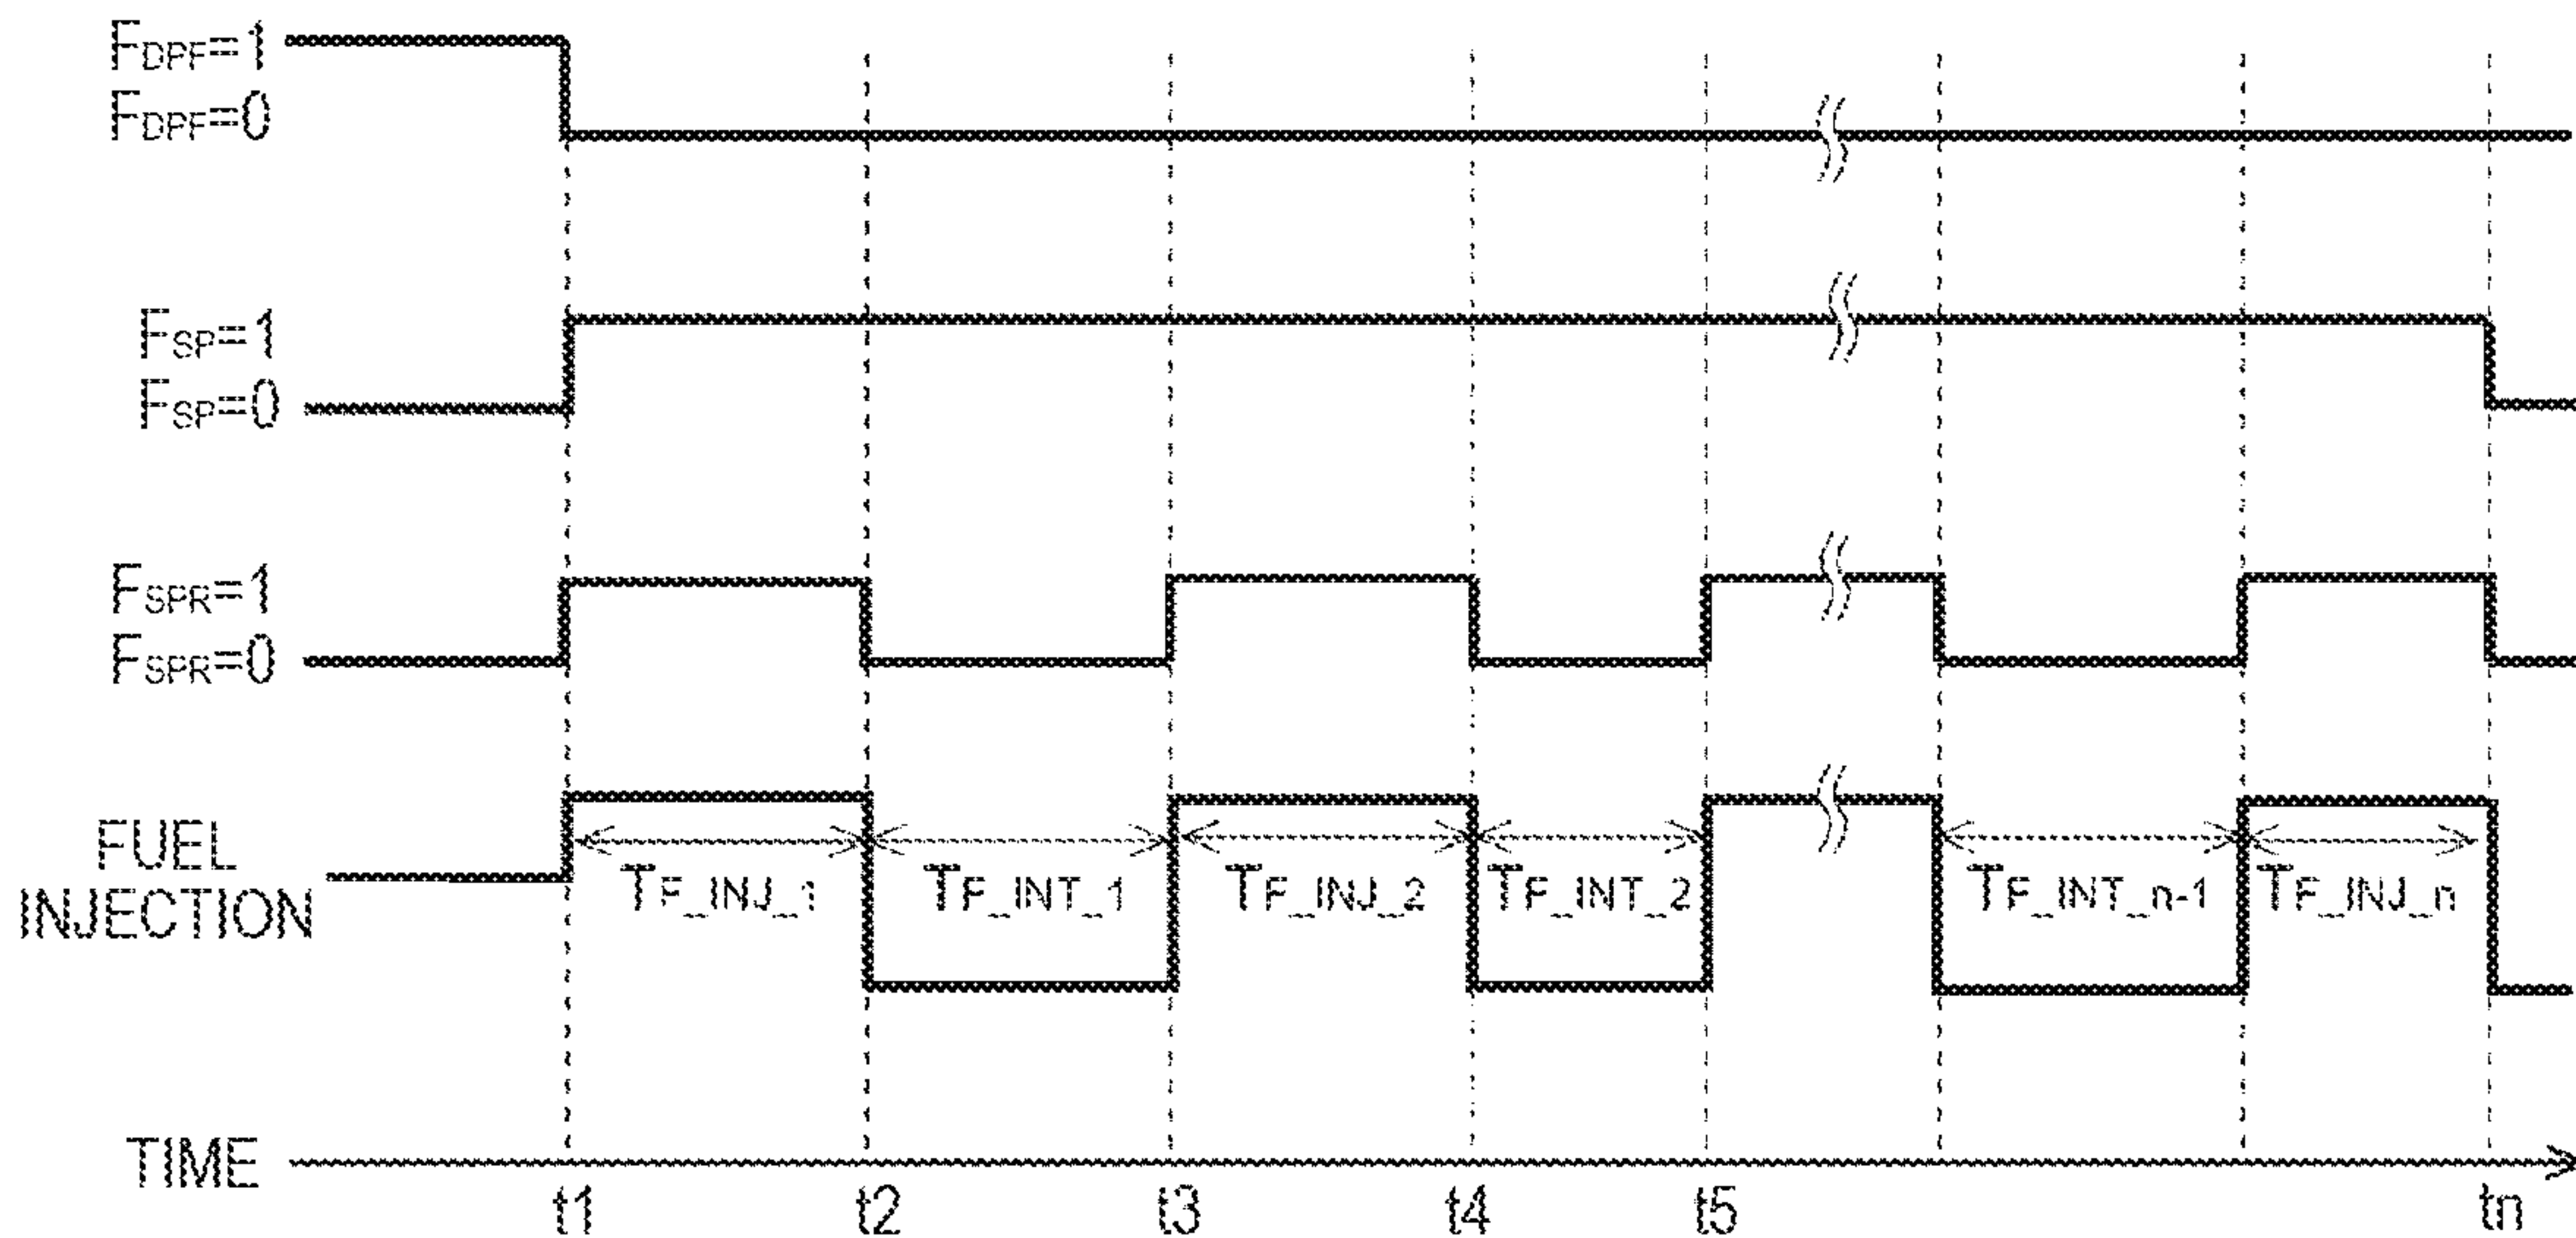 FDPF=1
FDPF=0
FSP=1
FSP=0
FSPR=1
FSPR=0
FUEL
INJECTION
TF_INJ_1 TF_INT_1 TF_INJ_2 TF_INT_2 TF_INT_n-1 TF_INJ_n
TIME
t1 t2 t3 t4 t5 tn